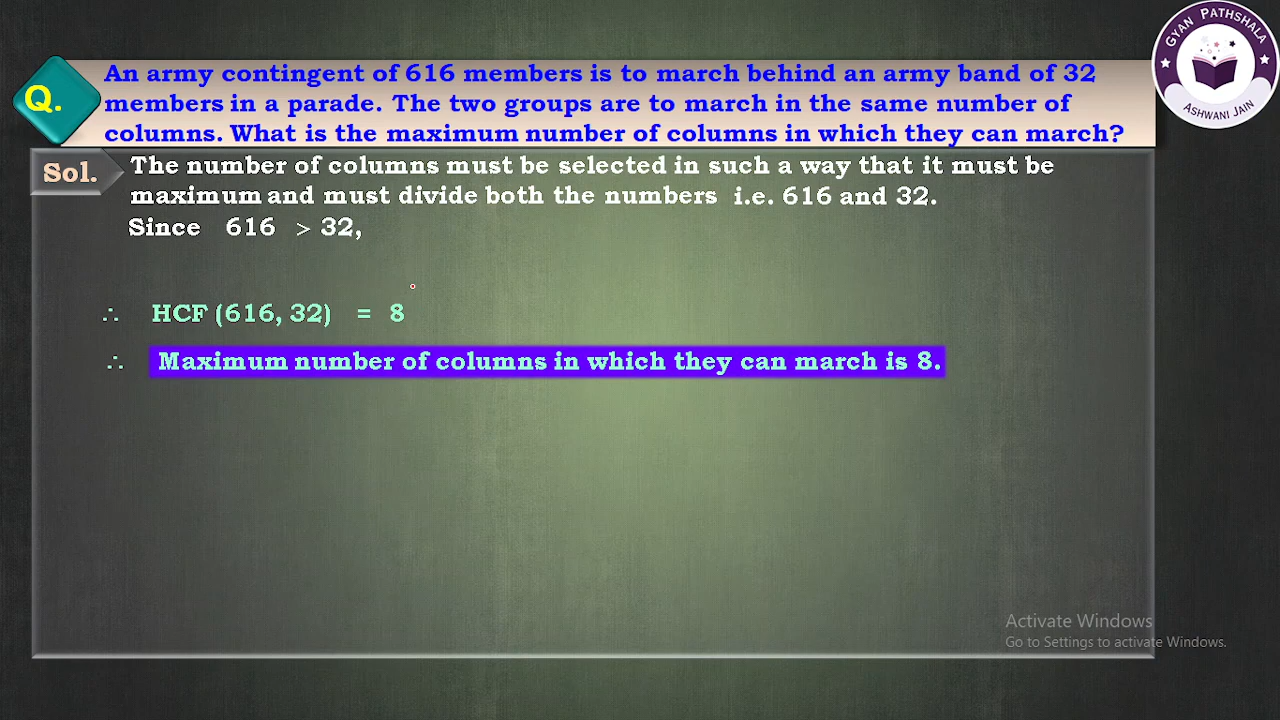 GYAN PATHSHALA
ASHWANI JAIN
Q.
An army contingent of 616 members is to march behind an army band of 32
members in a parade. The two groups are to march in the same number of
columns. What is the maximum number of columns in which they can march?
Sol.
The number of columns must be selected in such a way that it must be
maximum and must divide both the numbers i.e. 616 and 32.
Since 616 > 32,
∴ HCF (616, 32) = 8
∴ Maximum number of columns in which they can march is 8.
Activate Windows
Go to Settings to activate Windows.